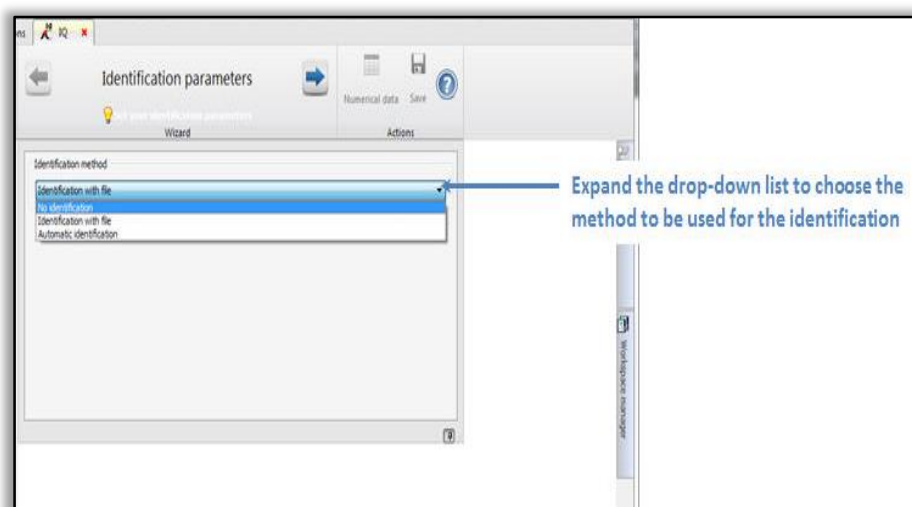 ns IQ
Identification parameters
Numerical data Save
Wizard Actions
Identification method
Identification with file
No identification
Identification with file
Automatic identification
Expand the drop-down list to choose the
method to be used for the identification
Workspace manager